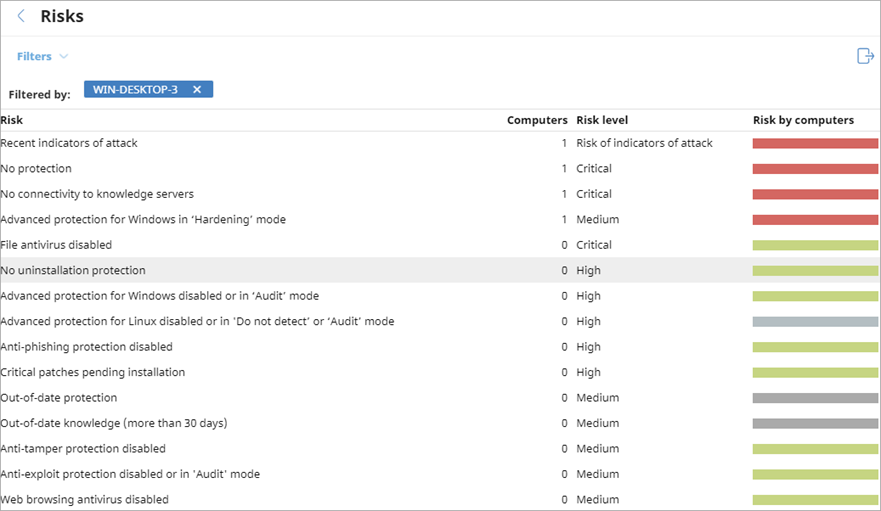 Risks
Filters
Filtered by: WIN-DESKTOP-3 ×
Risk Computers Risk level Risk by computers
Recent indicators of attack 1 Risk of indicators of attack
No protection 1 Critical
No connectivity to knowledge servers 1 Critical
Advanced protection for Windows in ‘Hardening’ mode 1 Medium
File antivirus disabled 0 Critical
No uninstallation protection 0 High
Advanced protection for Windows disabled or in ‘Audit’ mode 0 High
Advanced protection for Linux disabled or in 'Do not detect' or ‘Audit’ mode 0 High
Anti-phishing protection disabled 0 High
Critical patches pending installation 0 High
Out-of-date protection 0 Medium
Out-of-date knowledge (more than 30 days) 0 Medium
Anti-tamper protection disabled 0 Medium
Anti-exploit protection disabled or in 'Audit' mode 0 Medium
Web browsing antivirus disabled 0 Medium